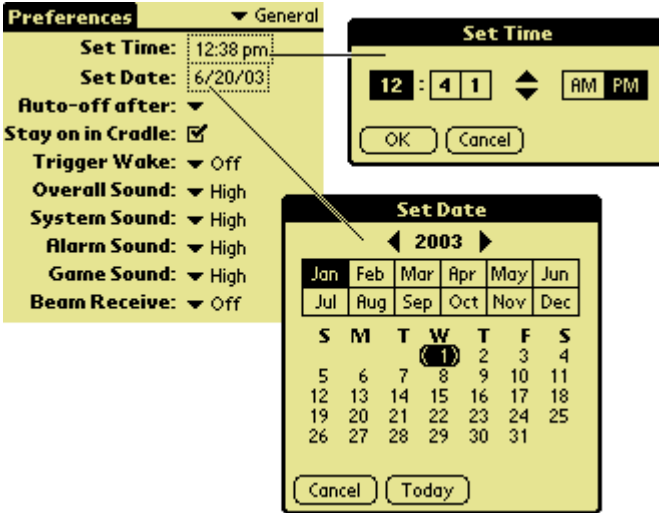 Preferences General
Set Time: 12:38 pm
Set Date: 6/20/03
Auto-off after:
Stay on in Cradle:
Trigger Wake: Off
Overall Sound: High
System Sound: High
Alarm Sound: High
Game Sound: High
Beam Receive: Off
Set Time
12 : 4 1 AM PM
OK Cancel
Set Date
2003
Jan Feb Mar Apr May Jun
Jul Aug Sep Oct Nov Dec
S M T W T F S
1 2 3 4
5 6 7 8 9 10 11
12 13 14 15 16 17 18
19 20 21 22 23 24 25
26 27 28 29 30 31
Cancel Today